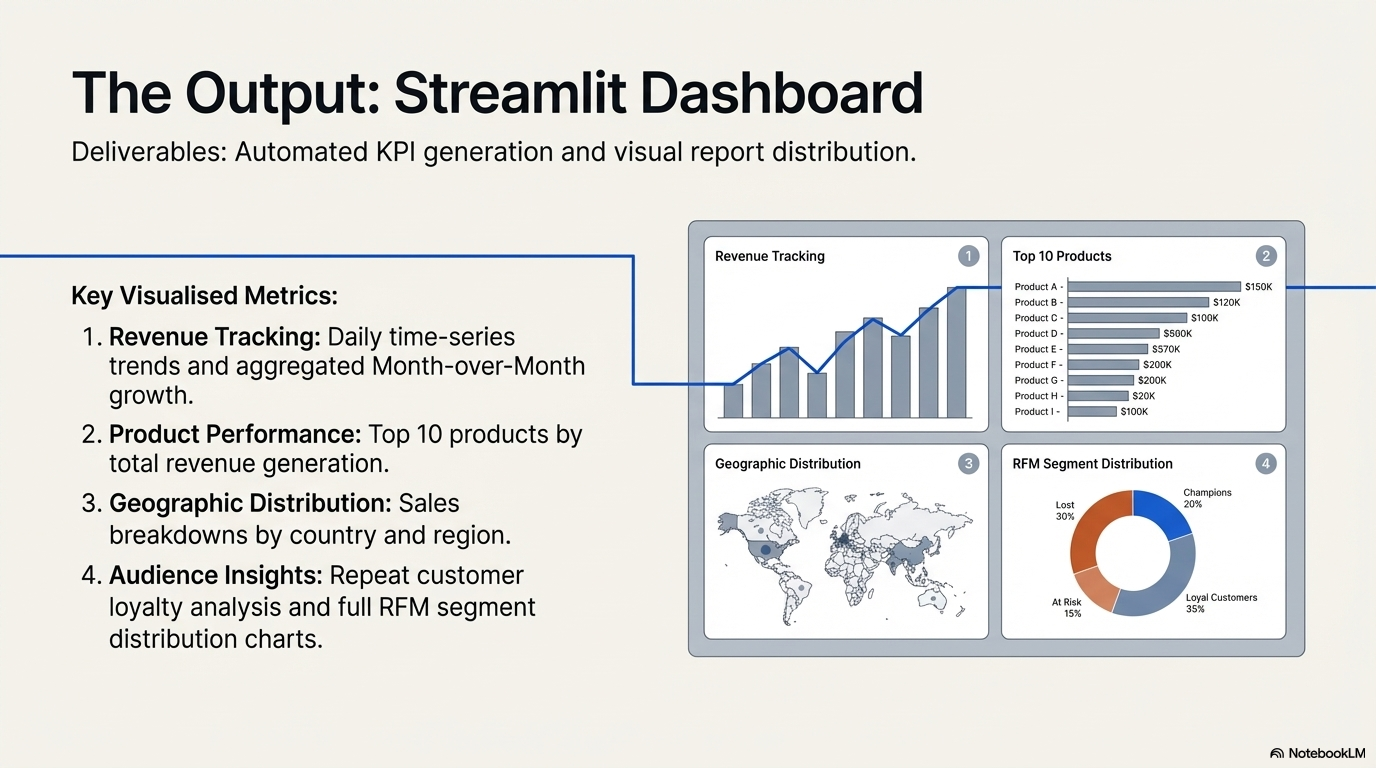 The Output: Streamlit Dashboard
Deliverables: Automated KPI generation and visual report distribution.
Key Visualised Metrics:
1. Revenue Tracking: Daily time-series
trends and aggregated Month-over-Month
growth.
2. Product Performance: Top 10 products by
total revenue generation.
3. Geographic Distribution: Sales
breakdowns by country and region.
4. Audience Insights: Repeat customer
loyalty analysis and full RFM segment
distribution charts.
Revenue Tracking 1
Top 10 Products 2
Product A - $150K
Product B - $120K
Product C - $100K
Product D - $500K
Product E - $570K
Product F - $200K
Product G - $200K
Product H - $20K
Product I - $100K
Geographic Distribution 3
RFM Segment Distribution 4
Champions
20%
Lost
30%
Loyal Customers
35%
At Risk
15%
NotebookLM